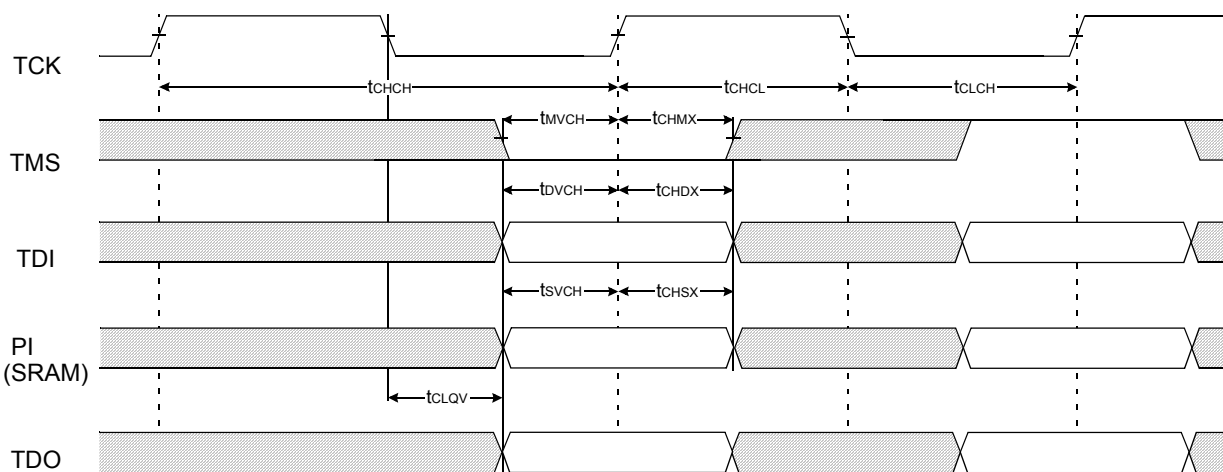 TCK
tCHCH
tCHCL
tCLCH
tMVCH
tCHMX
TMS
tDVCH
tCHDX
TDI
tSVCH
tCHSX
PI
(SRAM)
tCLQV
TDO